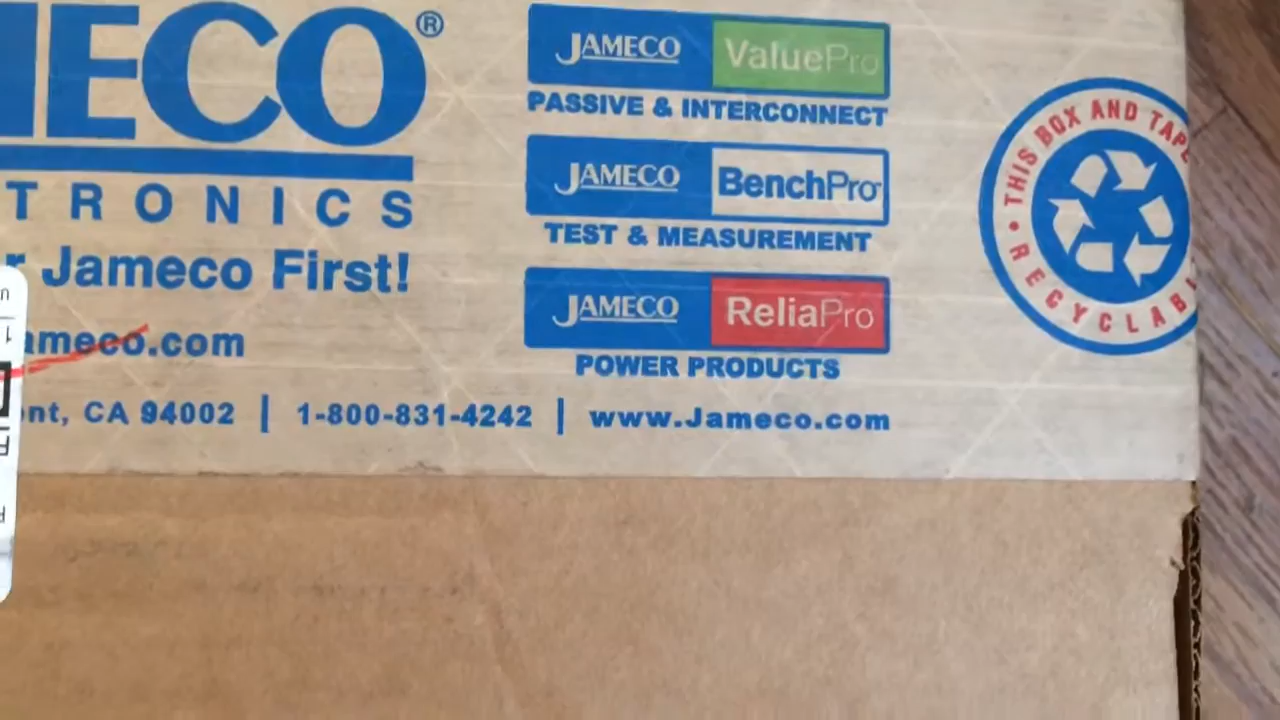 MECO®
TRONICS
r Jameco First!
ameco.com
nt, CA 94002 | 1-800-831-4242 | www.Jameco.com
JAMECO ValuePro
PASSIVE & INTERCONNECT
JAMECO BenchPro
TEST & MEASUREMENT
JAMECO ReliaPro
POWER PRODUCTS
• THIS BOX AND TAPE
RECYCLABL